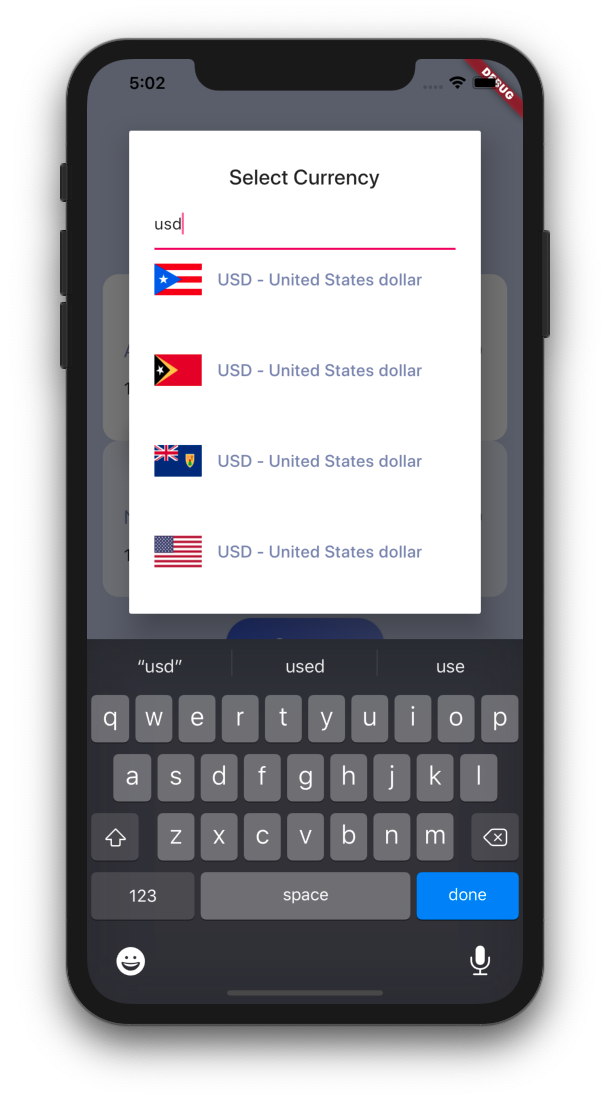 5:02
DEBUG
Select Currency
usd
USD - United States dollar
USD - United States dollar
USD - United States dollar
USD - United States dollar
“usd” used use
q w e r t y u i o p
a s d f g h j k l
z x c v b n m
123 space done